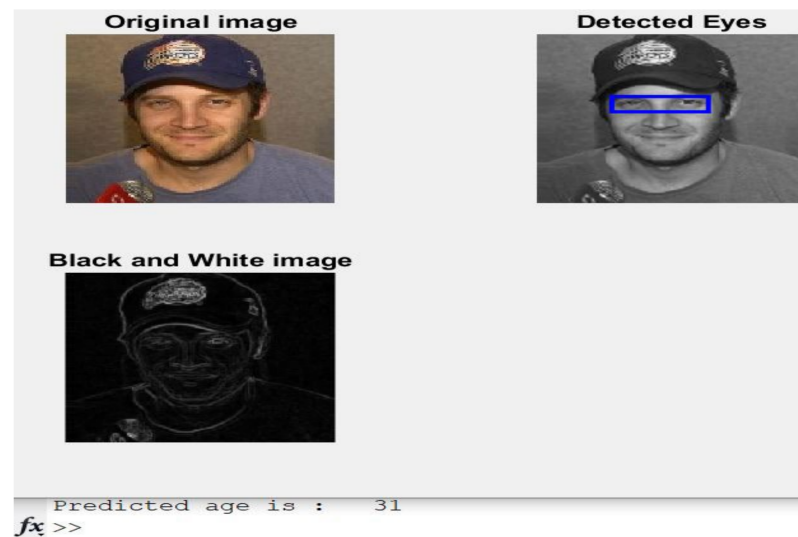 Original image
Detected Eyes
Black and White image
Predicted age is : 31
fx >>